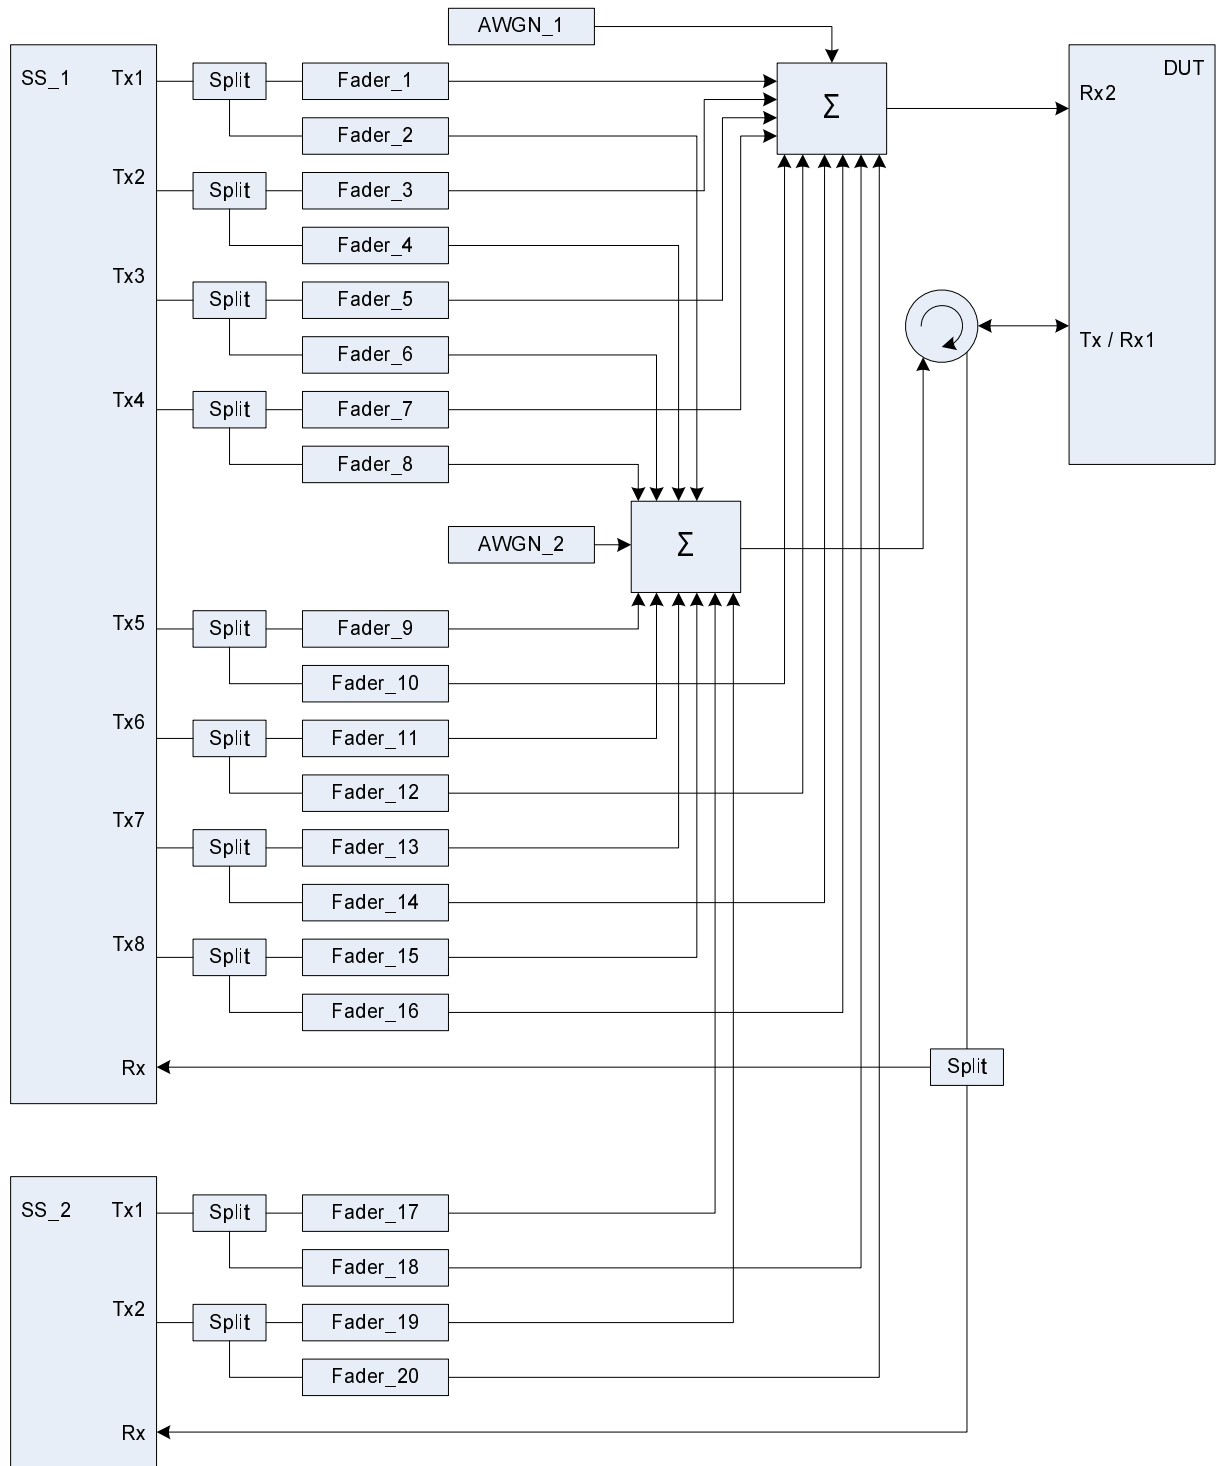 AWGN_1
SS_1 Tx1 Split Fader_1 Σ DUT
Rx2
Fader_2
Tx2 Split Fader_3
Fader_4
Tx3 Split Fader_5
Fader_6 Tx / Rx1
Tx4 Split Fader_7
Fader_8
AWGN_2 Σ
Tx5 Split Fader_9
Fader_10
Tx6 Split Fader_11
Fader_12
Tx7 Split Fader_13
Fader_14
Tx8 Split Fader_15
Fader_16
Rx Split
SS_2 Tx1 Split Fader_17
Fader_18
Tx2 Split Fader_19
Fader_20
Rx